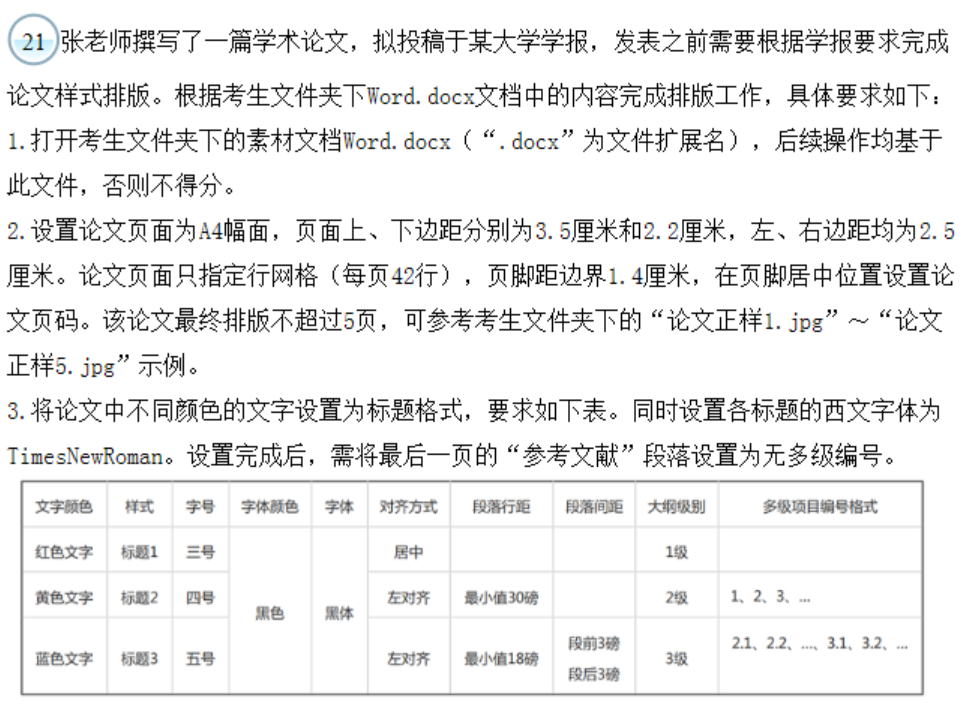 21 张老师撰写了一篇学术论文，拟投稿于某大学学报，发表之前需要根据学报要求完成
论文样式排版。根据考生文件夹下Word.docx文档中的内容完成排版工作，具体要求如下：
1.打开考生文件夹下的素材文档Word.docx（“.docx”为文件扩展名），后续操作均基于
此文件，否则不得分。
2.设置论文页面为A4幅面，页面上、下边距分别为3.5厘米和2.2厘米，左、右边距均为2.5
厘米。论文页面只指定行网格（每页42行），页脚距边界1.4厘米，在页脚居中位置设置论
文页码。该论文最终排版不超过5页，可参考考生文件夹下的“论文正样1.jpg”～“论文
正样5.jpg”示例。
3.将论文中不同颜色的文字设置为标题格式，要求如下表。同时设置各标题的西文字体为
TimesNewRoman。设置完成后，需将最后一页的“参考文献”段落设置为无多级编号。
文字颜色 样式 字号 字体颜色 字体 对齐方式 段落行距 段落间距 大纲级别 多级项目编号格式
红色文字 标题1 三号 居中 1级
黄色文字 标题2 四号 左对齐 最小值30磅 2级 1、2、3、...
黑色 黑体
蓝色文字 标题3 五号 左对齐 最小值18磅 段前3磅 3级 2.1、2.2、...、3.1、3.2、...
段后3磅